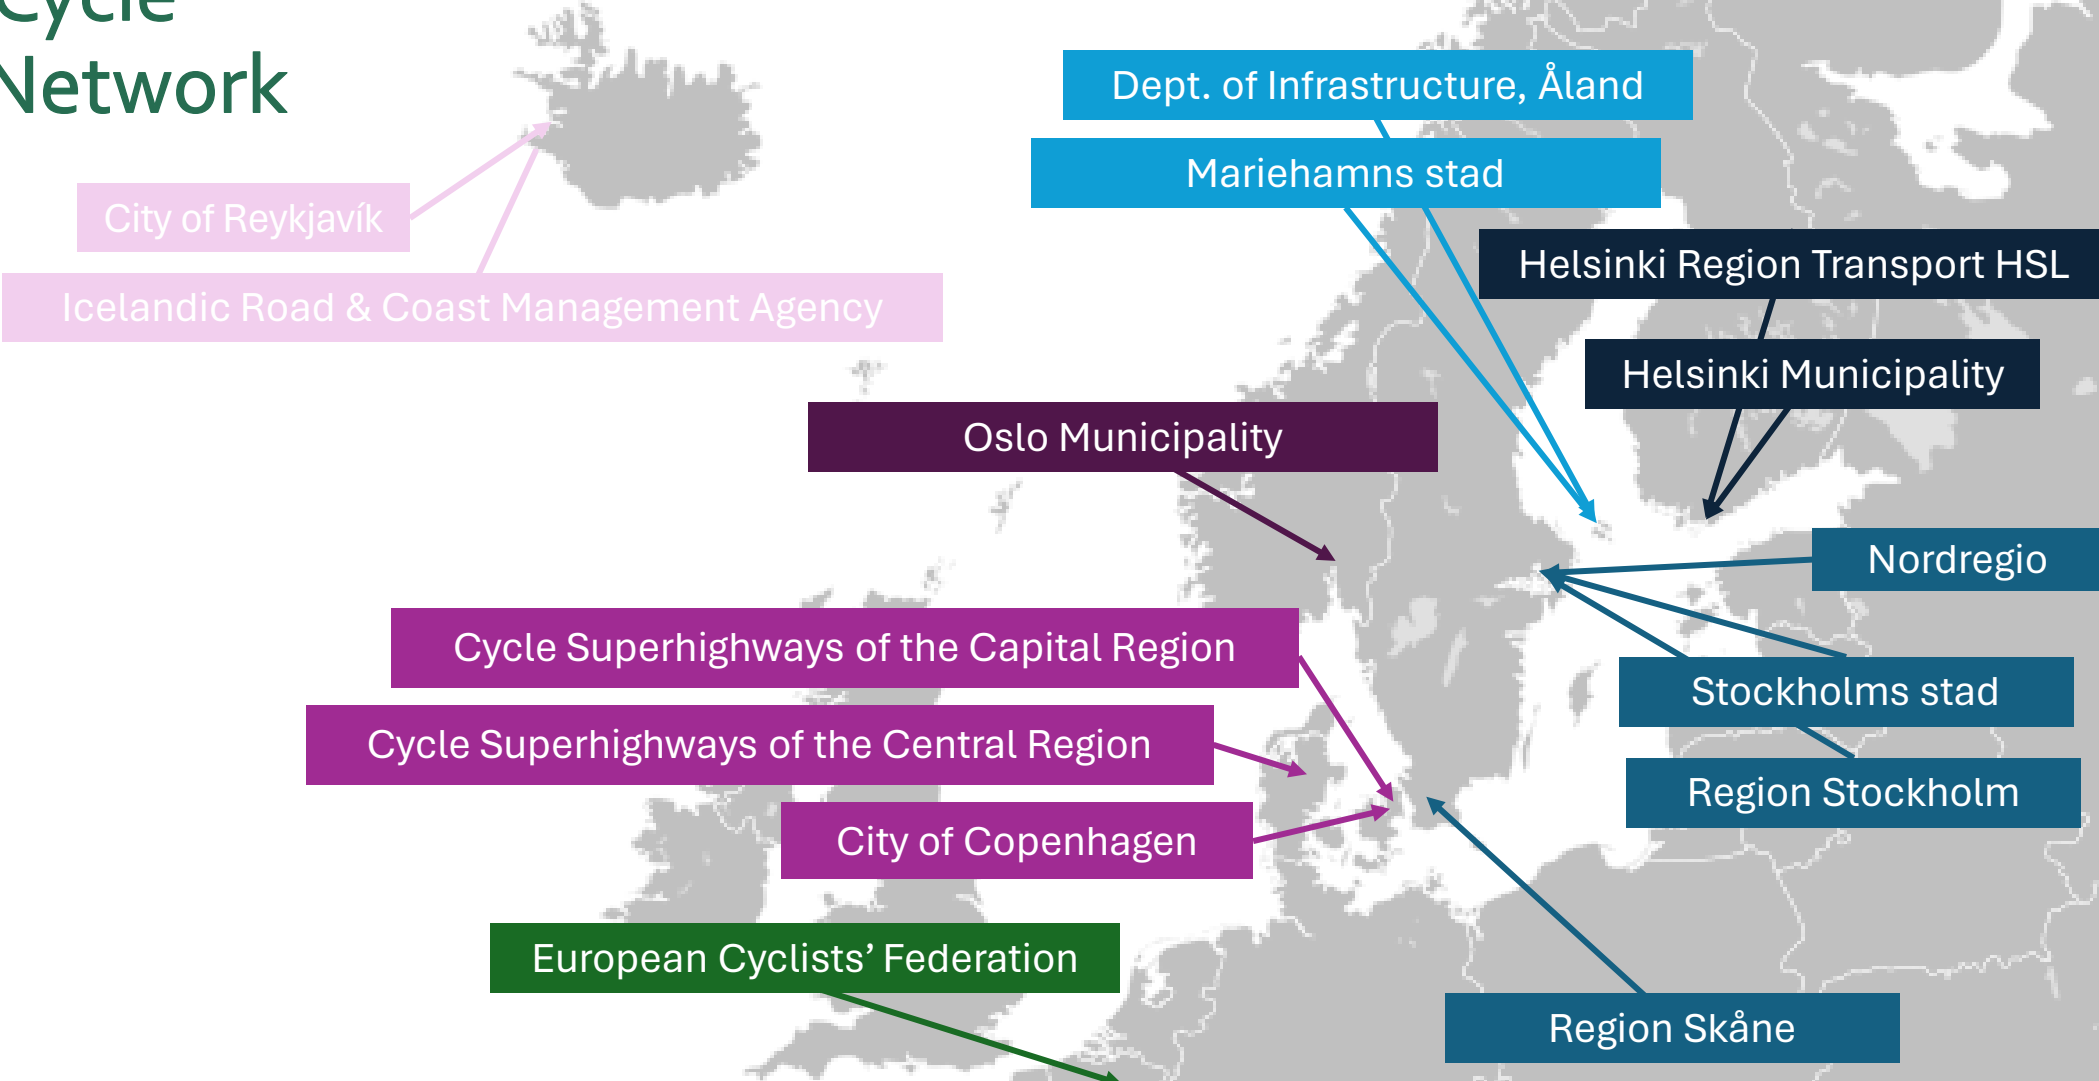 Cycle
Network
Dept. of Infrastructure, Åland
Mariehamns stad
City of Reykjavík
Helsinki Region Transport HSL
Icelandic Road & Coast Management Agency
Helsinki Municipality
Oslo Municipality
Nordregio
Cycle Superhighways of the Capital Region
Stockholms stad
Cycle Superhighways of the Central Region
Region Stockholm
City of Copenhagen
European Cyclists’ Federation
Region Skåne